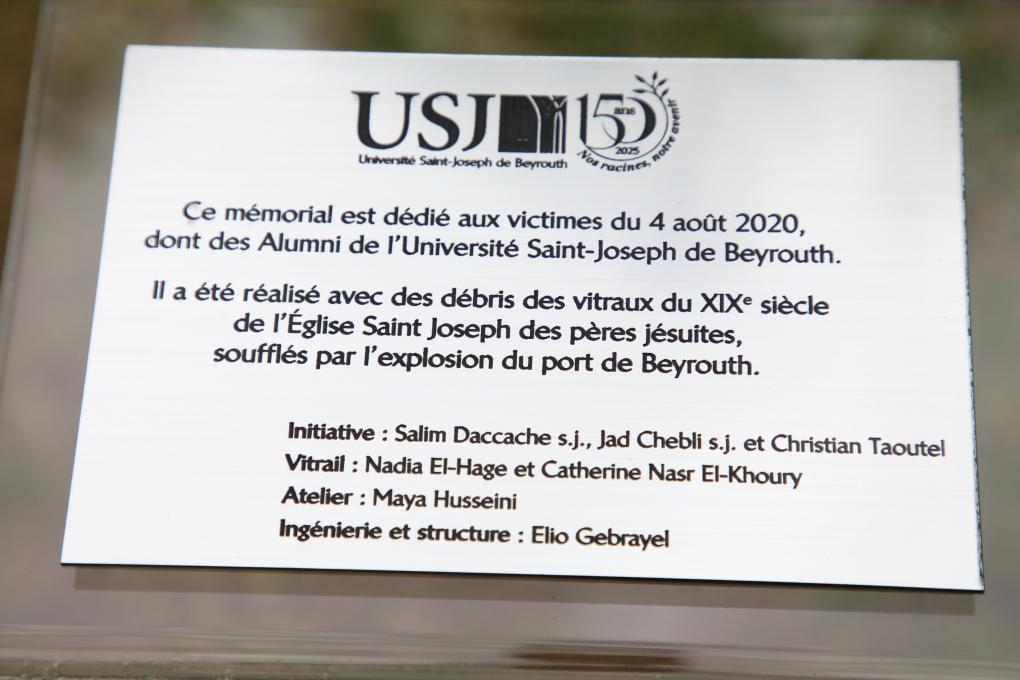 USJ 150 ans 2025
Université Saint-Joseph de Beyrouth
Nos racines, notre avenir
Ce mémorial est dédié aux victimes du 4 août 2020,
dont des Alumni de l'Université Saint-Joseph de Beyrouth.
Il a été réalisé avec des débris des vitraux du XIXe siècle
de l'Église Saint Joseph des pères jésuites,
soufflés par l'explosion du port de Beyrouth.
Initiative : Salim Daccache s.j., Jad Chebli s.j. et Christian Taoutel
Vitrail : Nadia El-Hage et Catherine Nasr El-Khoury
Atelier : Maya Husseini
Ingénierie et structure : Elio Gebrayel